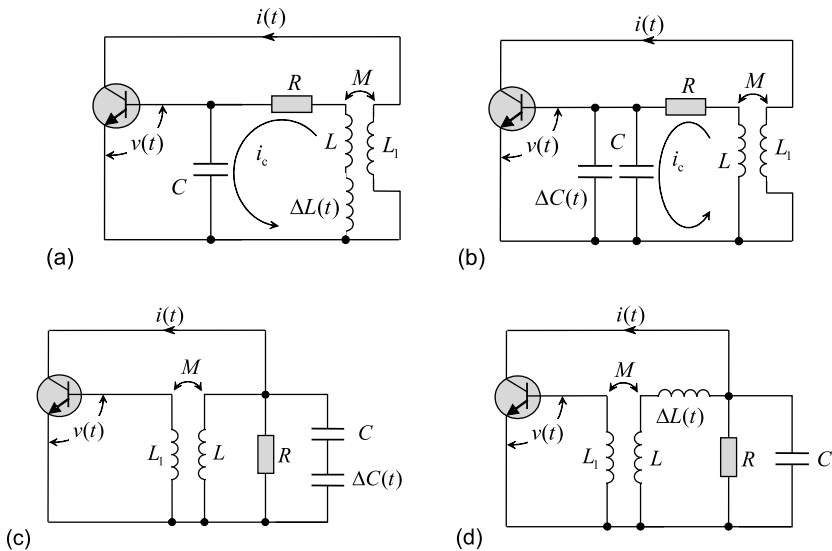 i(t)
M
R
v(t)
i_c
L
L_1
C
ΔL(t)
(a)
i(t)
M
R
C
v(t)
i_c
L
L_1
ΔC(t)
(b)
i(t)
M
v(t)
C
L_1
L
R
ΔC(t)
(c)
i(t)
M
ΔL(t)
v(t)
L_1
L
R
C
(d)